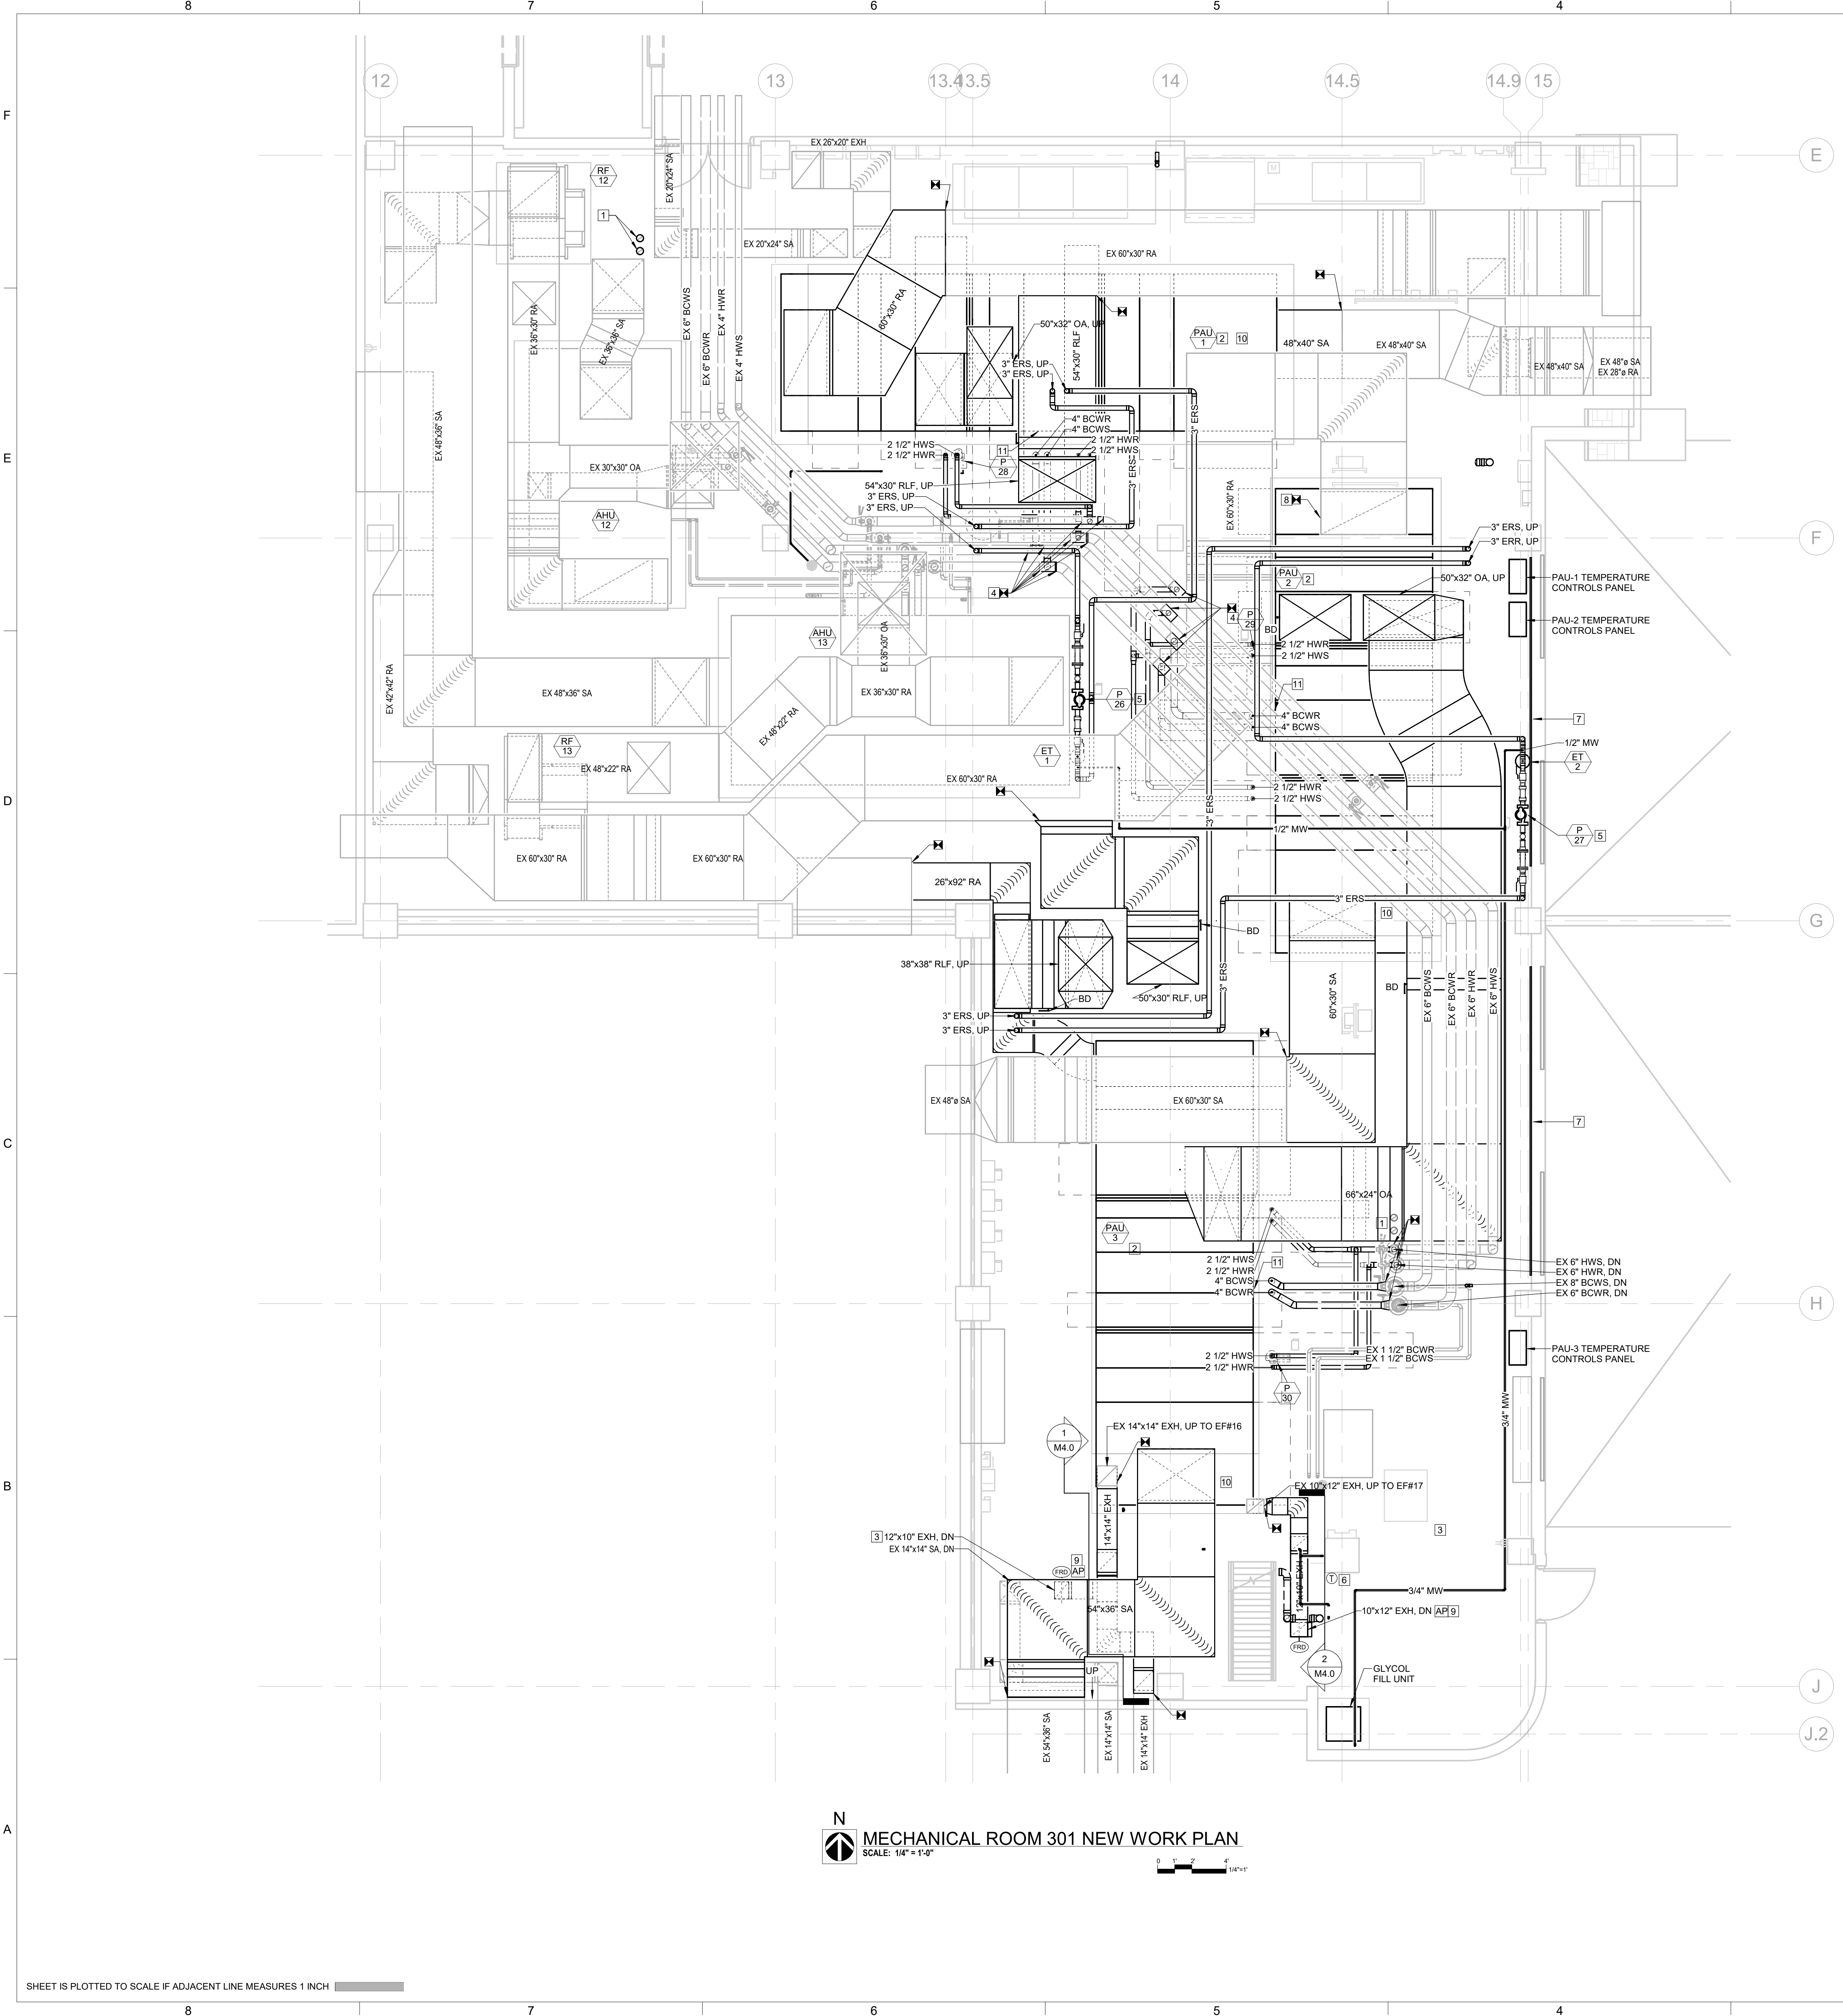 8
7
6
5
4
12
13
13.4
13.5
14
14.5
14.9
15
F
E
D
C
B
A
E
F
G
H
J
J.2
EX 26"x20" EXH
RF
12
EX 20"x24" SA
1
M
EX 20"x24" SA
EX 60"x30" RA
60"x30" RA
EX 6" BCWS
EX 6" BCWR
EX 4" HWR
EX 4" HWS
EX 36"x30" RA
EX 36"x36" SA
50"x32" OA, UP
54"x30" RLF
PAU
1
2
10
48"x40" SA
EX 48"x40" SA
EX 48"x40" SA
EX 48"ø SA
EX 28"ø RA
3" ERS, UP
3" ERS, UP
3" ERS
4" BCWR
4" BCWS
2 1/2" HWR
2 1/2" HWS
2 1/2" HWS
2 1/2" HWR
11
P
28
3" ERS
EX 48"x36" SA
EX 30"x30" OA
54"x30" RLF, UP
3" ERS, UP
3" ERS, UP
EX 60"x30" RA
8
AHU
12
3" ERS, UP
3" ERR, UP
PAU
2
2
50"x32" OA, UP
PAU-1 TEMPERATURE
CONTROLS PANEL
4
4
P
29
BD
PAU-2 TEMPERATURE
CONTROLS PANEL
AHU
13
EX 36"x30" OA
2 1/2" HWR
2 1/2" HWS
EX 42"x42" RA
EX 48"x36" SA
EX 36"x30" RA
P
26
5
11
4" BCWR
4" BCWS
7
EX 48"x22" RA
RF
13
EX 48"x22" RA
ET
1
1/2" MW
ET
2
EX 60"x30" RA
2 1/2" HWR
2 1/2" HWS
3" ERS
1/2" MW
P
27
5
EX 60"x30" RA
EX 60"x30" RA
26"x92" RA
3" ERS
10
BD
38"x38" RLF, UP
3" ERS
BD
50"x30" RLF, UP
60"x30" SA
BD
EX 6" BCWS
EX 6" BCWR
EX 6" HWR
EX 6" HWS
3" ERS, UP
3" ERS, UP
EX 48"ø SA
EX 60"x30" SA
7
66"x24" OA
PAU
3
2
1
2 1/2" HWS
2 1/2" HWR
11
4" BCWS
4" BCWR
EX 6" HWS, DN
EX 6" HWR, DN
EX 8" BCWS, DN
EX 6" BCWR, DN
2 1/2" HWS
2 1/2" HWR
EX 1 1/2" BCWR
EX 1 1/2" BCWS
PAU-3 TEMPERATURE
CONTROLS PANEL
P
30
3/4" MW
1
M4.0
EX 14"x14" EXH, UP TO EF#16
10
EX 10"x12" EXH, UP TO EF#17
14"x14" EXH
3 12"x10" EXH, DN
EX 14"x14" SA, DN
3
9
FRD AP
12"x10" EXH
T 6
3/4" MW
54"x36" SA
10"x12" EXH, DN AP 9
FRD
UP
2
M4.0
GLYCOL
FILL UNIT
EX 54"x36" SA
EX 14"x14" SA
EX 14"x14" EXH
N
MECHANICAL ROOM 301 NEW WORK PLAN
SCALE: 1/4" = 1'-0"
0 1' 2' 4'
1/4"=1'
SHEET IS PLOTTED TO SCALE IF ADJACENT LINE MEASURES 1 INCH
8
7
6
5
4